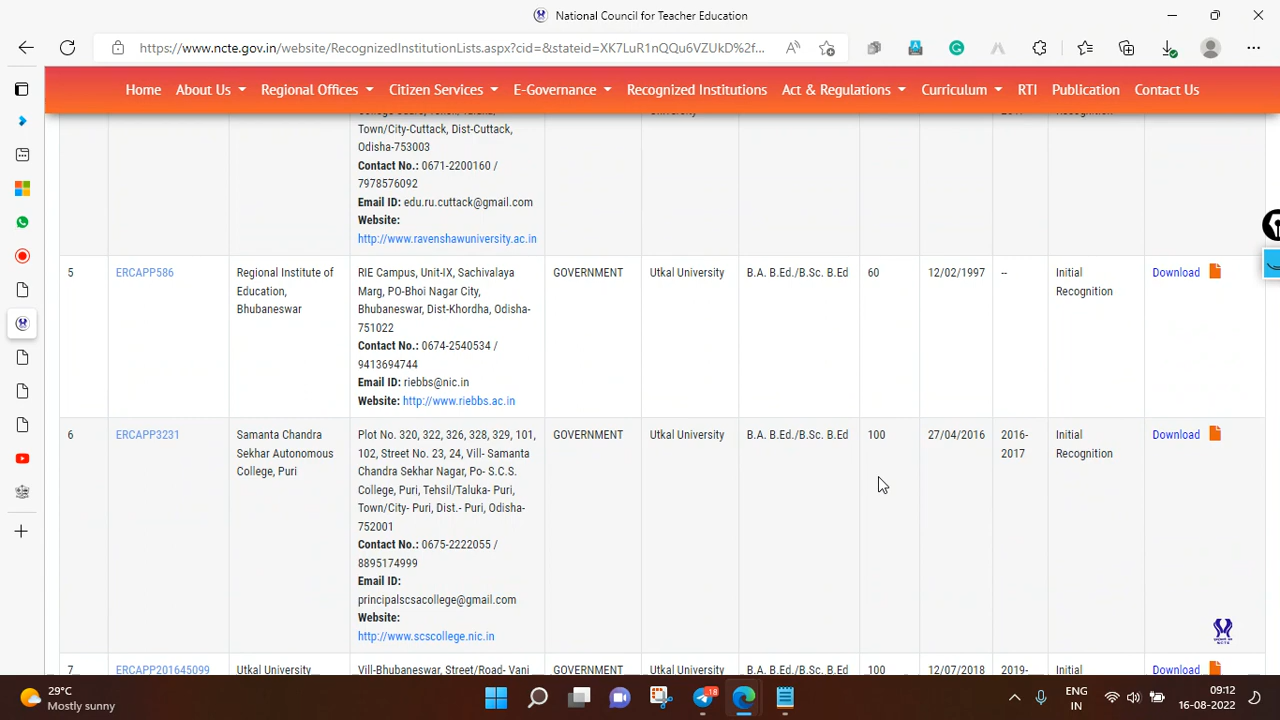 National Council for Teacher Education
https://www.ncte.gov.in/website/RecognizedInstitutionLists.aspx?cid=&stateid=XK7LuR1nQQu6VZUkD%2f...
Home About Us Regional Offices Citizen Services E-Governance Recognized Institutions Act & Regulations Curriculum RTI Publication Contact Us
Town/City-Cuttack, Dist-Cuttack,
Odisha-753003
Contact No.: 0671-2200160 /
7978576092
Email ID: edu.ru.cuttack@gmail.com
Website:
http://www.ravenshawuniversity.ac.in
University
Recognition
5 ERCAPP586
Regional Institute of
Education,
Bhubaneswar
RIE Campus, Unit-IX, Sachivalaya
Marg, PO-Bhoi Nagar City,
Bhubaneswar, Dist-Khordha, Odisha-
751022
Contact No.: 0674-2540534 /
9413694744
Email ID: riebbs@nic.in
Website: http://www.riebbs.ac.in
GOVERNMENT Utkal University B.A. B.Ed./B.Sc. B.Ed 60 12/02/1997 --
Initial
Recognition
Download
6 ERCAPP3231
Samanta Chandra
Sekhar Autonomous
College, Puri
Plot No. 320, 322, 326, 328, 329, 101,
102, Street No. 23, 24, Vill- Samanta
Chandra Sekhar Nagar, Po- S.C.S.
College, Puri, Tehsil/Taluka- Puri,
Town/City- Puri, Dist.- Puri, Odisha-
752001
Contact No.: 0675-2222055 /
8895174999
Email ID:
principalscsacollege@gmail.com
Website:
http://www.scscollege.nic.in
GOVERNMENT Utkal University B.A. B.Ed./B.Sc. B.Ed 100 27/04/2016
2016-
2017
Initial
Recognition
Download
7 ERCAPP201645099 Utkal University Vill-Bhubaneswar, Street/Road- Vani GOVERNMENT Utkal University B.A. B.Ed./B.Sc. B.Ed 100 12/07/2018 2019- Initial Download
NCTE
29°C
Mostly sunny
18
ENG
IN
09:12
16-08-2022